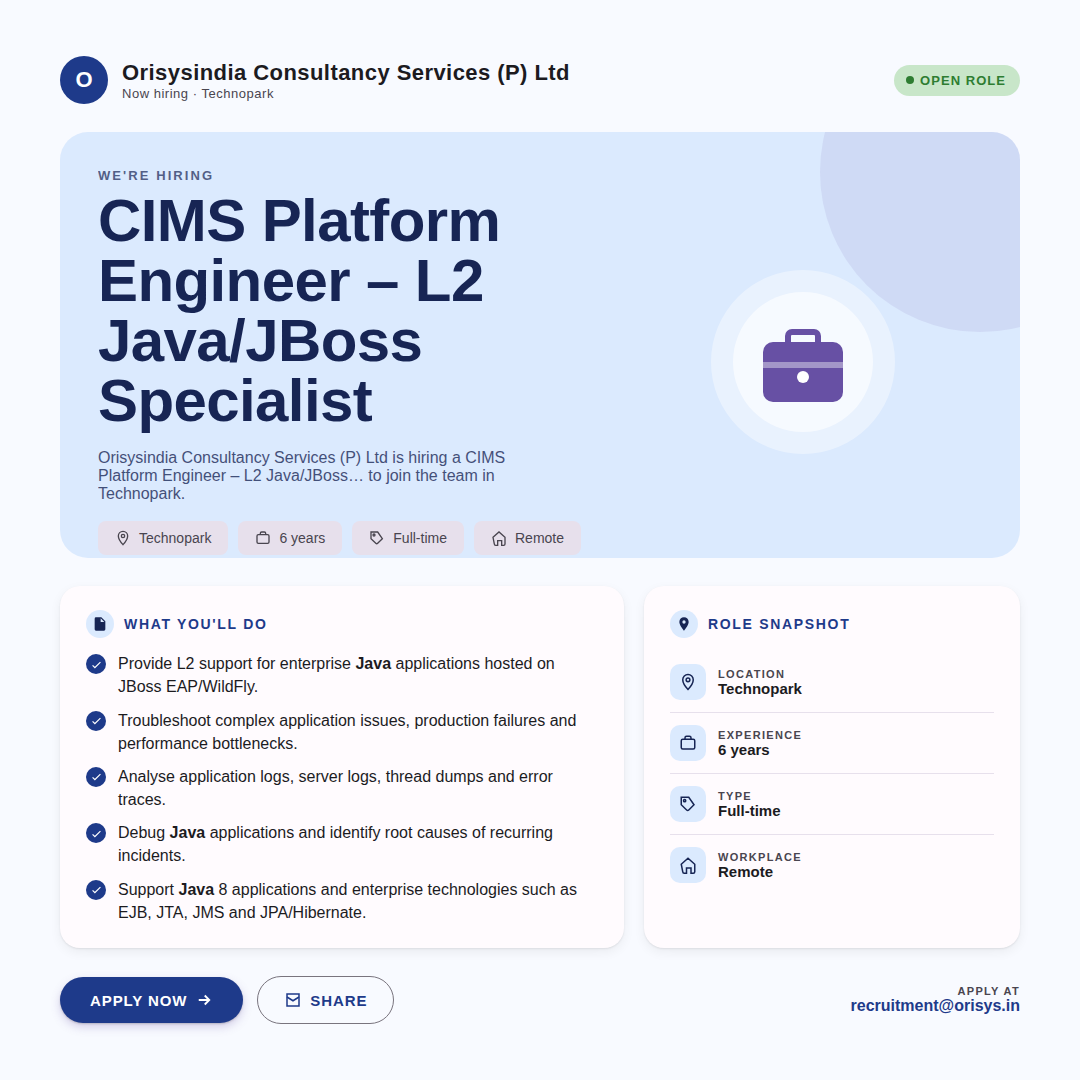 O
Orisysindia Consultancy Services (P) Ltd
Now hiring · Technopark
OPEN ROLE
WE'RE HIRING
CIMS Platform
Engineer – L2
Java/JBoss
Specialist
Orisysindia Consultancy Services (P) Ltd is hiring a CIMS
Platform Engineer – L2 Java/JBoss… to join the team in
Technopark.
Technopark
6 years
Full-time
Remote
WHAT YOU'LL DO
Provide L2 support for enterprise Java applications hosted on
JBoss EAP/WildFly.
Troubleshoot complex application issues, production failures and
performance bottlenecks.
Analyse application logs, server logs, thread dumps and error
traces.
Debug Java applications and identify root causes of recurring
incidents.
Support Java 8 applications and enterprise technologies such as
EJB, JTA, JMS and JPA/Hibernate.
ROLE SNAPSHOT
LOCATION
Technopark
EXPERIENCE
6 years
TYPE
Full-time
WORKPLACE
Remote
APPLY NOW
SHARE
APPLY AT
recruitment@orisys.in